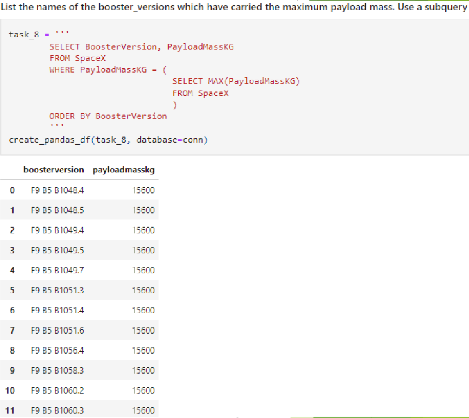 List the names of the booster_versions which have carried the maximum payload mass. Use a subquery
task_8 = '''
SELECT BoosterVersion, PayloadMassKG
FROM SpaceX
WHERE PayloadMassKG = (
SELECT MAX(PayloadMassKG)
FROM SpaceX
)
ORDER BY BoosterVersion
'''
create_pandas_df(task_8, database=conn)
boosterversion payloadmasskg
0 F9 B5 B1048.4 15600
1 F9 B5 B1048.5 15600
2 F9 B5 B1049.4 15600
3 F9 B5 B1049.5 15600
4 F9 B5 B1049.7 15600
5 F9 B5 B1051.3 15600
6 F9 B5 B1051.4 15600
7 F9 B5 B1051.6 15600
8 F9 B5 B1056.4 15600
9 F9 B5 B1058.3 15600
10 F9 B5 B1060.2 15600
11 F9 B5 B1060.3 15600